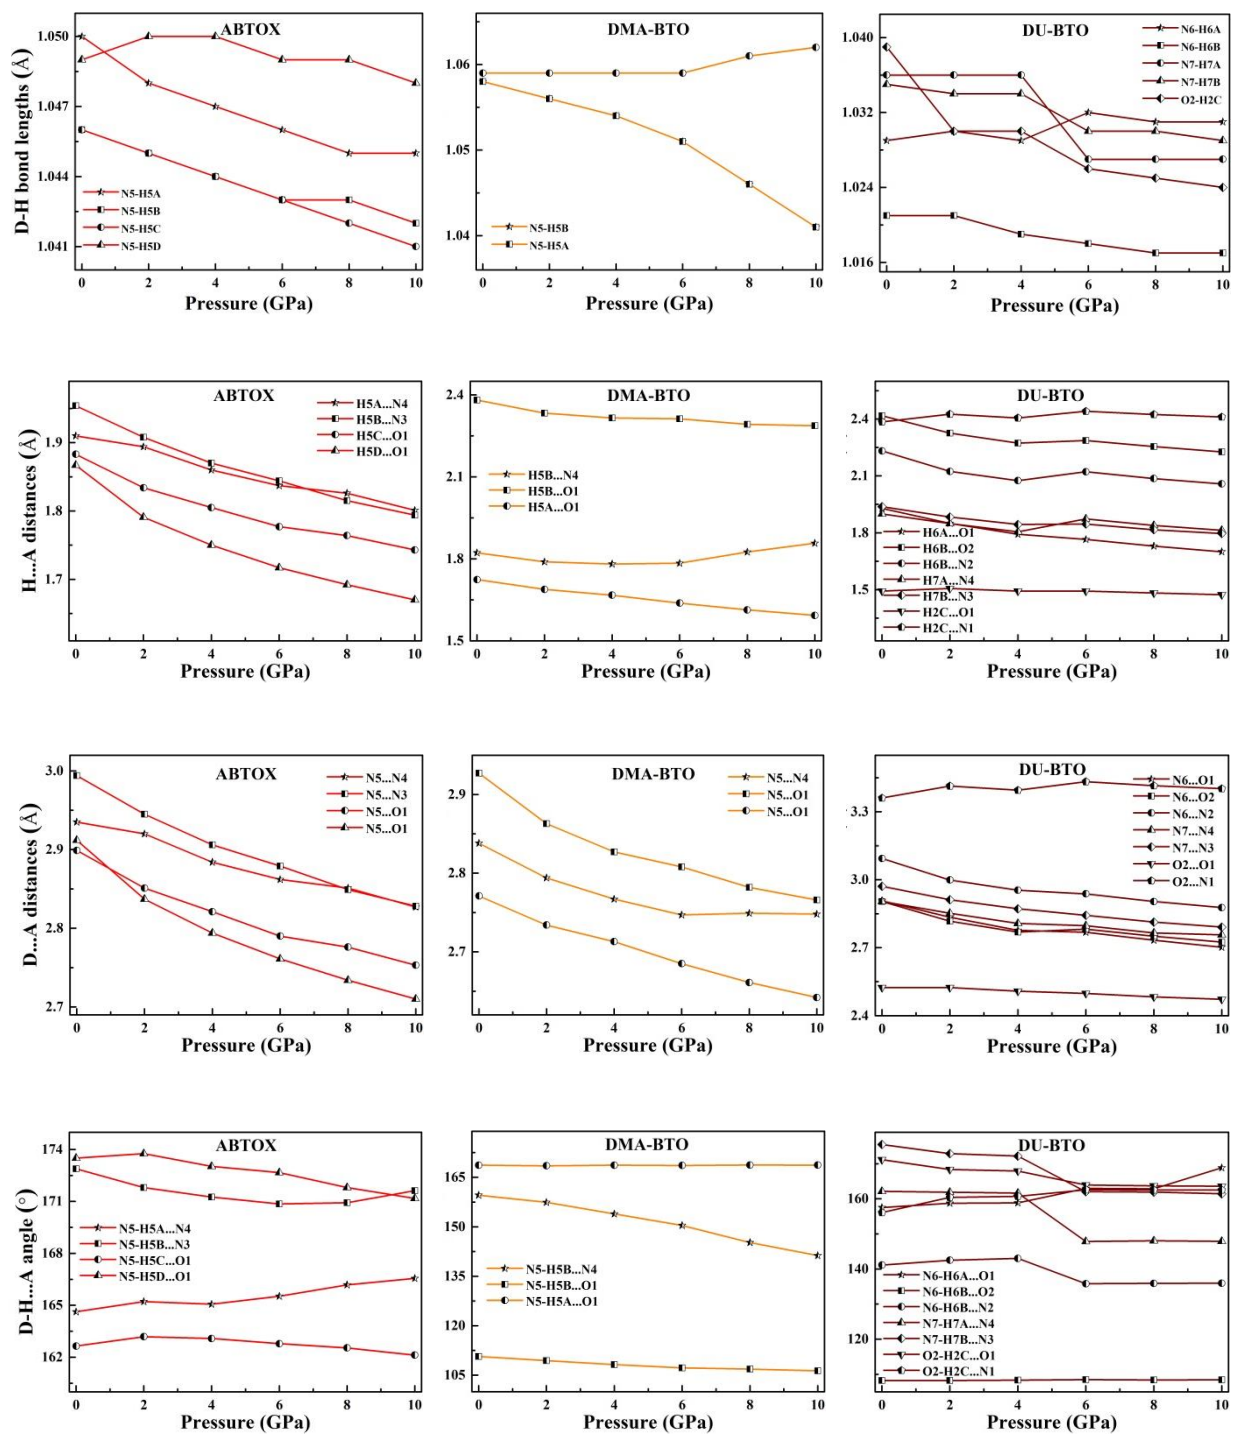 D-H bond lengths (Å)
ABTOX
1.050
1.047
1.044
1.041
N5-H5A
N5-H5B
N5-H5C
N5-H5D
0 2 4 6 8 10
Pressure (GPa)
DMA-BTO
1.06
1.05
1.04
N5-H5B
N5-H5A
0 2 4 6 8 10
Pressure (GPa)
DU-BTO
1.040
1.032
1.024
1.016
N6-H6A
N6-H6B
N7-H7A
N7-H7B
O2-H2C
0 2 4 6 8 10
Pressure (GPa)
H...A distances (Å)
ABTOX
1.9
1.8
1.7
H5A...N4
H5B...N3
H5C...O1
H5D...O1
0 2 4 6 8 10
Pressure (GPa)
DMA-BTO
2.4
2.1
1.8
1.5
H5B...N4
H5B...O1
H5A...O1
0 2 4 6 8 10
Pressure (GPa)
DU-BTO
2.4
2.1
1.8
1.5
H6A...O1
H6B...O2
H6B...N2
H7A...N4
H7B...N3
H2C...O1
H2C...N1
0 2 4 6 8 10
Pressure (GPa)
D...A distances (Å)
ABTOX
3.0
2.9
2.8
2.7
N5...N4
N5...N3
N5...O1
N5...O1
0 2 4 6 8 10
Pressure (GPa)
DMA-BTO
2.9
2.8
2.7
N5...N4
N5...O1
N5...O1
0 2 4 6 8 10
Pressure (GPa)
DU-BTO
3.3
3.0
2.7
2.4
N6...O1
N6...O2
N6...N2
N7...N4
N7...N3
O2...O1
O2...N1
0 2 4 6 8 10
Pressure (GPa)
D-H...A angle (°)
ABTOX
174
171
168
165
162
N5-H5A...N4
N5-H5B...N3
N5-H5C...O1
N5-H5D...O1
0 2 4 6 8 10
Pressure (GPa)
DMA-BTO
165
150
135
120
105
N5-H5B...N4
N5-H5B...O1
N5-H5A...O1
0 2 4 6 8 10
Pressure (GPa)
DU-BTO
160
140
120
N6-H6A...O1
N6-H6B...O2
N6-H6B...N2
N7-H7A...N4
N7-H7B...N3
O2-H2C...O1
O2-H2C...N1
0 2 4 6 8 10
Pressure (GPa)